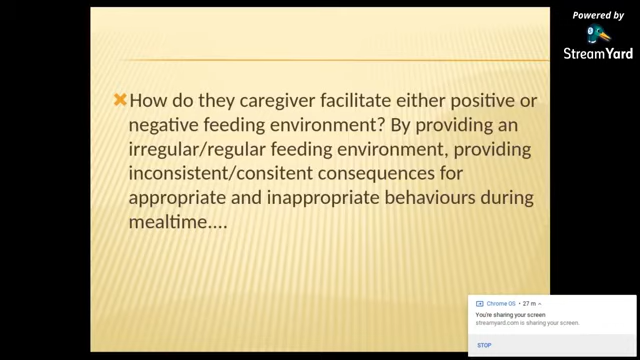 How do they caregiver facilitate either positive or
negative feeding environment? By providing an
irregular/regular feeding environment, providing
inconsistent/consitent consequences for
appropriate and inappropriate behaviours during
mealtime....
Powered by
StreamYard
Chrome OS • 27 m
You're sharing your screen
streamyard.com is sharing your screen.
STOP